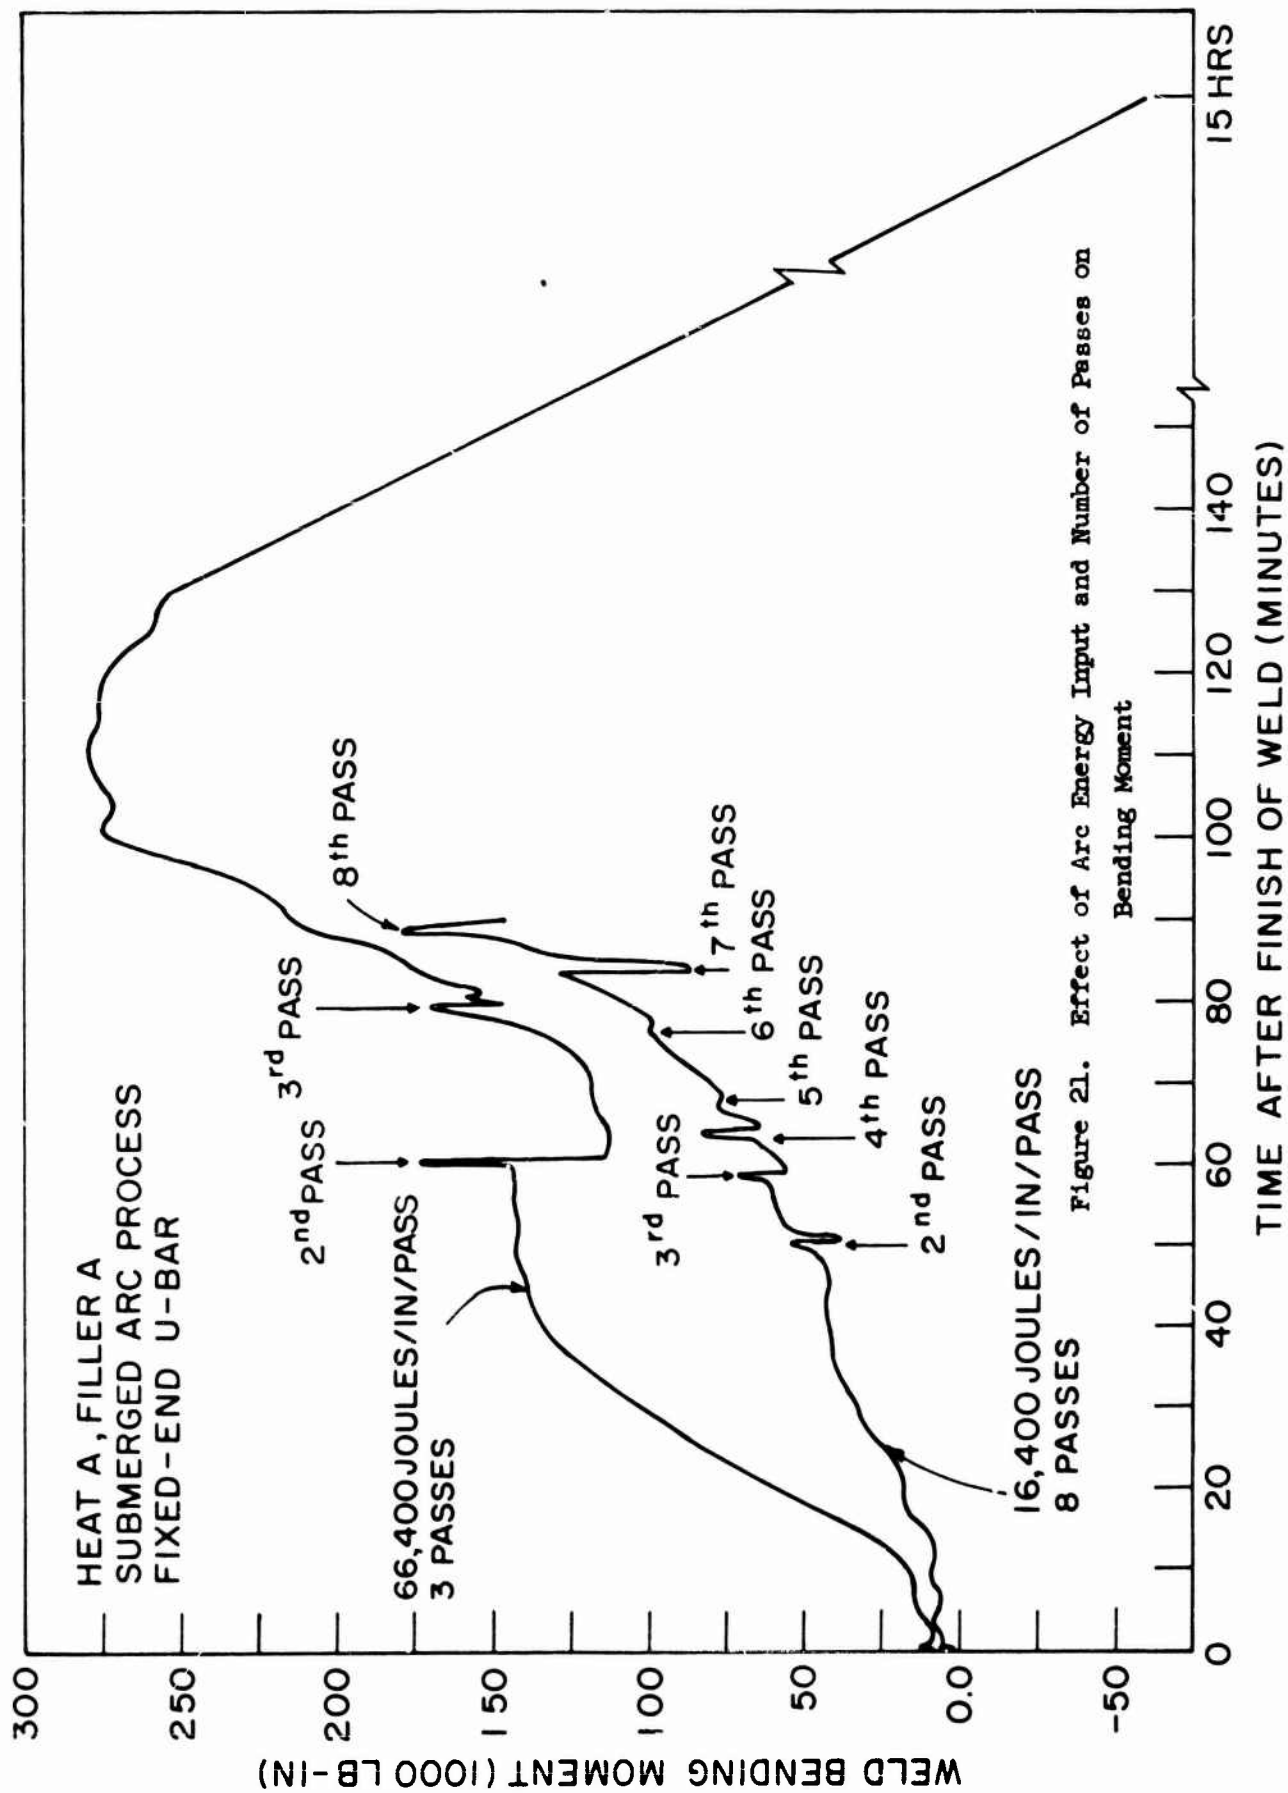 HEAT A, FILLER A
SUBMERGED ARC PROCESS
FIXED-END U-BAR
66,400 JOULES/IN/PASS
3 PASSES
2nd PASS
3rd PASS
8th PASS
3rd PASS
7th PASS
6th PASS
5th PASS
4th PASS
2nd PASS
16,400 JOULES/IN/PASS
8 PASSES
300
250
200
150
100
50
0.0
-50
WELD BENDING MOMENT (1000 LB-IN)
0
20
40
60
80
100
120
140
15 HRS
TIME AFTER FINISH OF WELD (MINUTES)
Figure 21. Effect of Arc Energy Input and Number of Passes on
Bending Moment